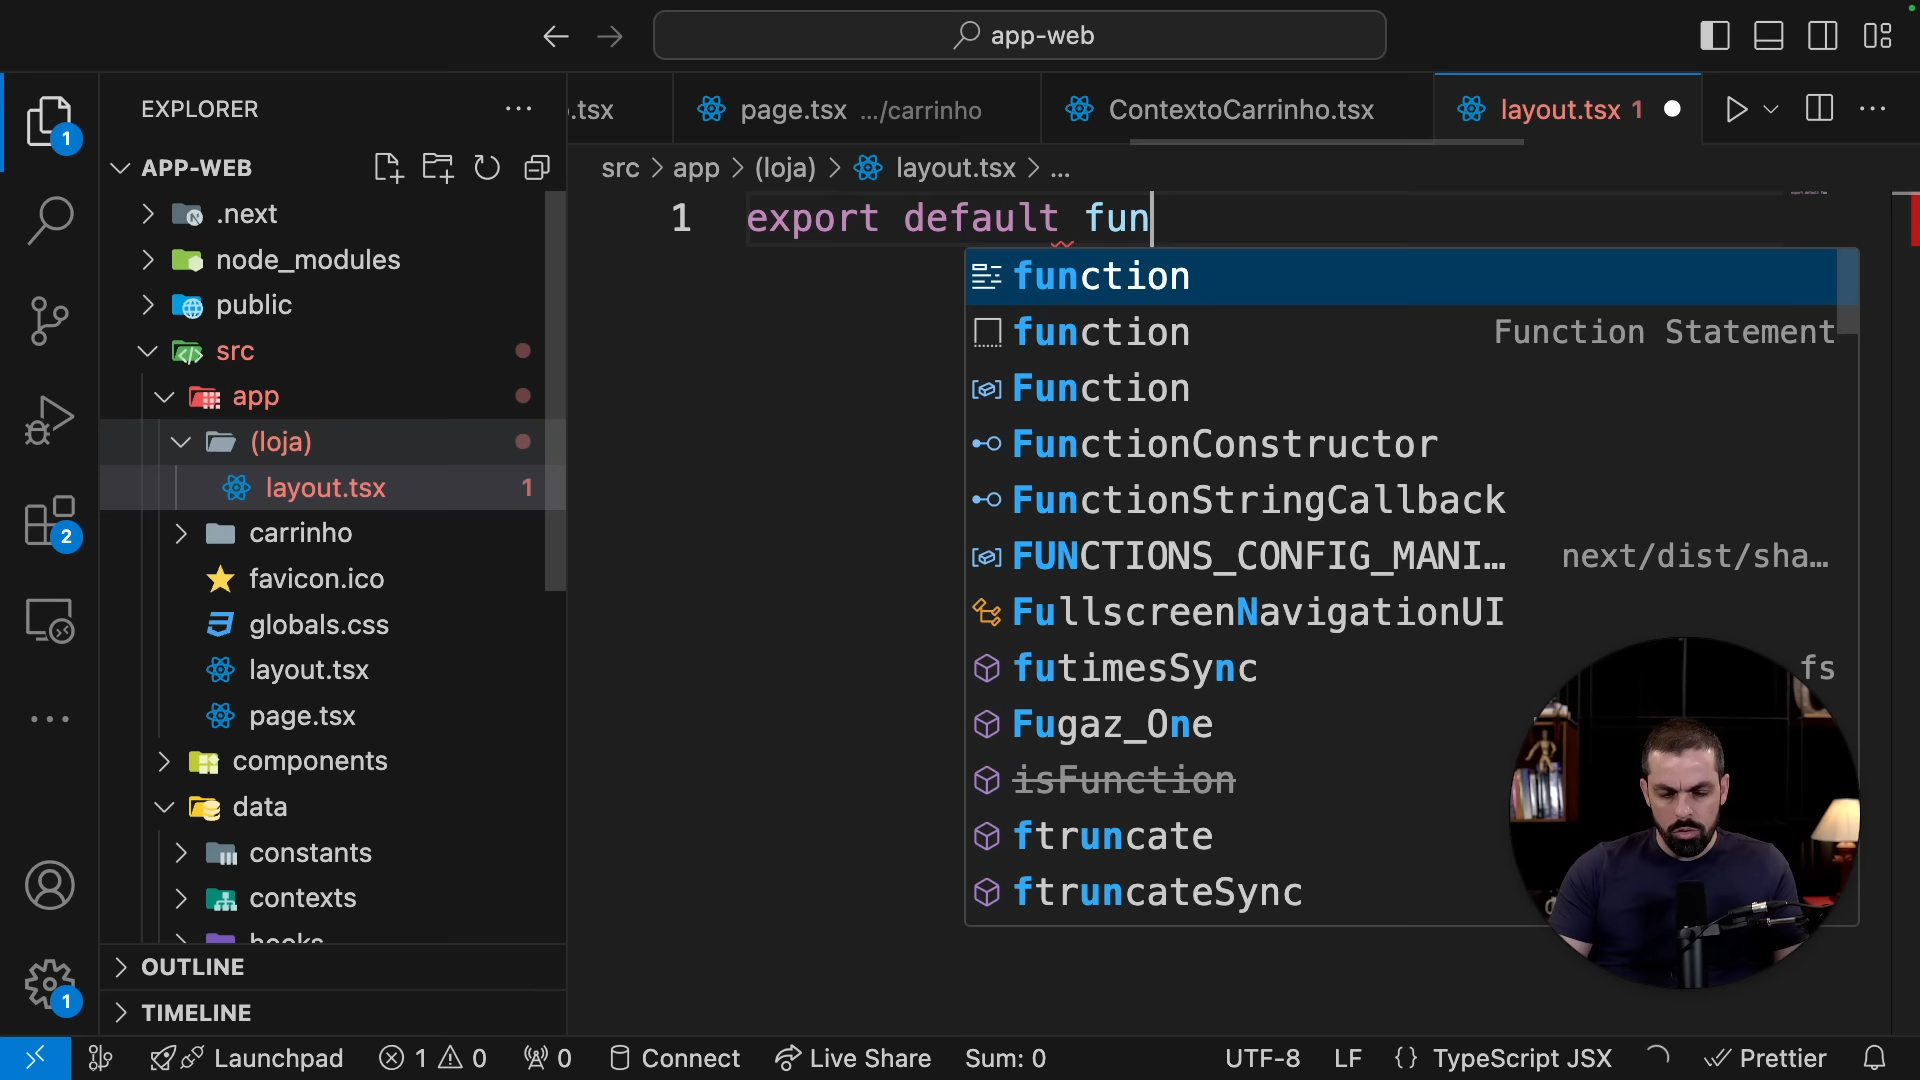 app-web
EXPLORER
.tsx
page.tsx .../carrinho
ContextoCarrinho.tsx
layout.tsx 1
APP-WEB
src > app > (loja) > layout.tsx > ...
.next
node_modules
public
src
app
(loja)
layout.tsx 1
carrinho
favicon.ico
globals.css
layout.tsx
page.tsx
components
data
constants
contexts
hooks
OUTLINE
TIMELINE
1
2
1
1 export default fun
function
function Function Statement
Function
FunctionConstructor
FunctionStringCallback
FUNCTIONS_CONFIG_MANI… next/dist/sha…
FullscreenNavigationUI
futimesSync fs
Fugaz_One
isFunction
ftruncate
ftruncateSync
Launchpad 1 0 0 Connect Live Share Sum: 0 UTF-8 LF {} TypeScript JSX Prettier